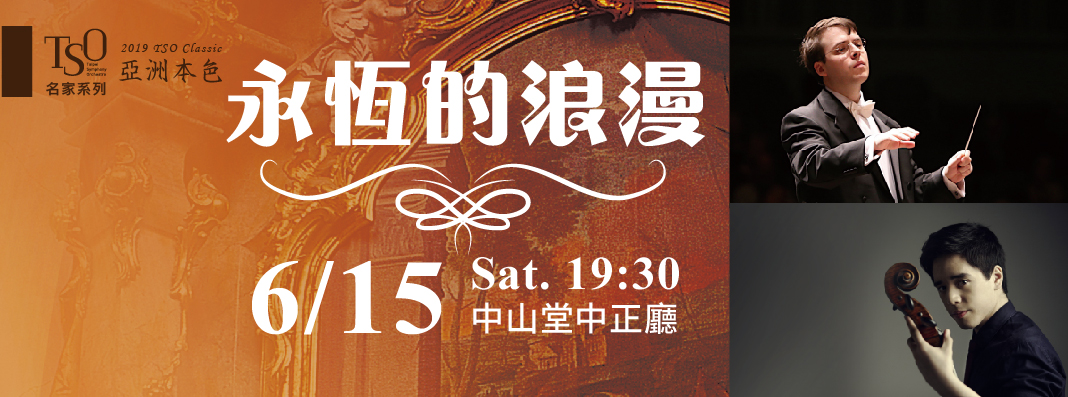 TSO
Taipei
Symphony
Orchestra
名家系列
2019 TSO Classic
亞洲本色
永恆的浪漫
6/15
Sat. 19:30
中山堂中正廳